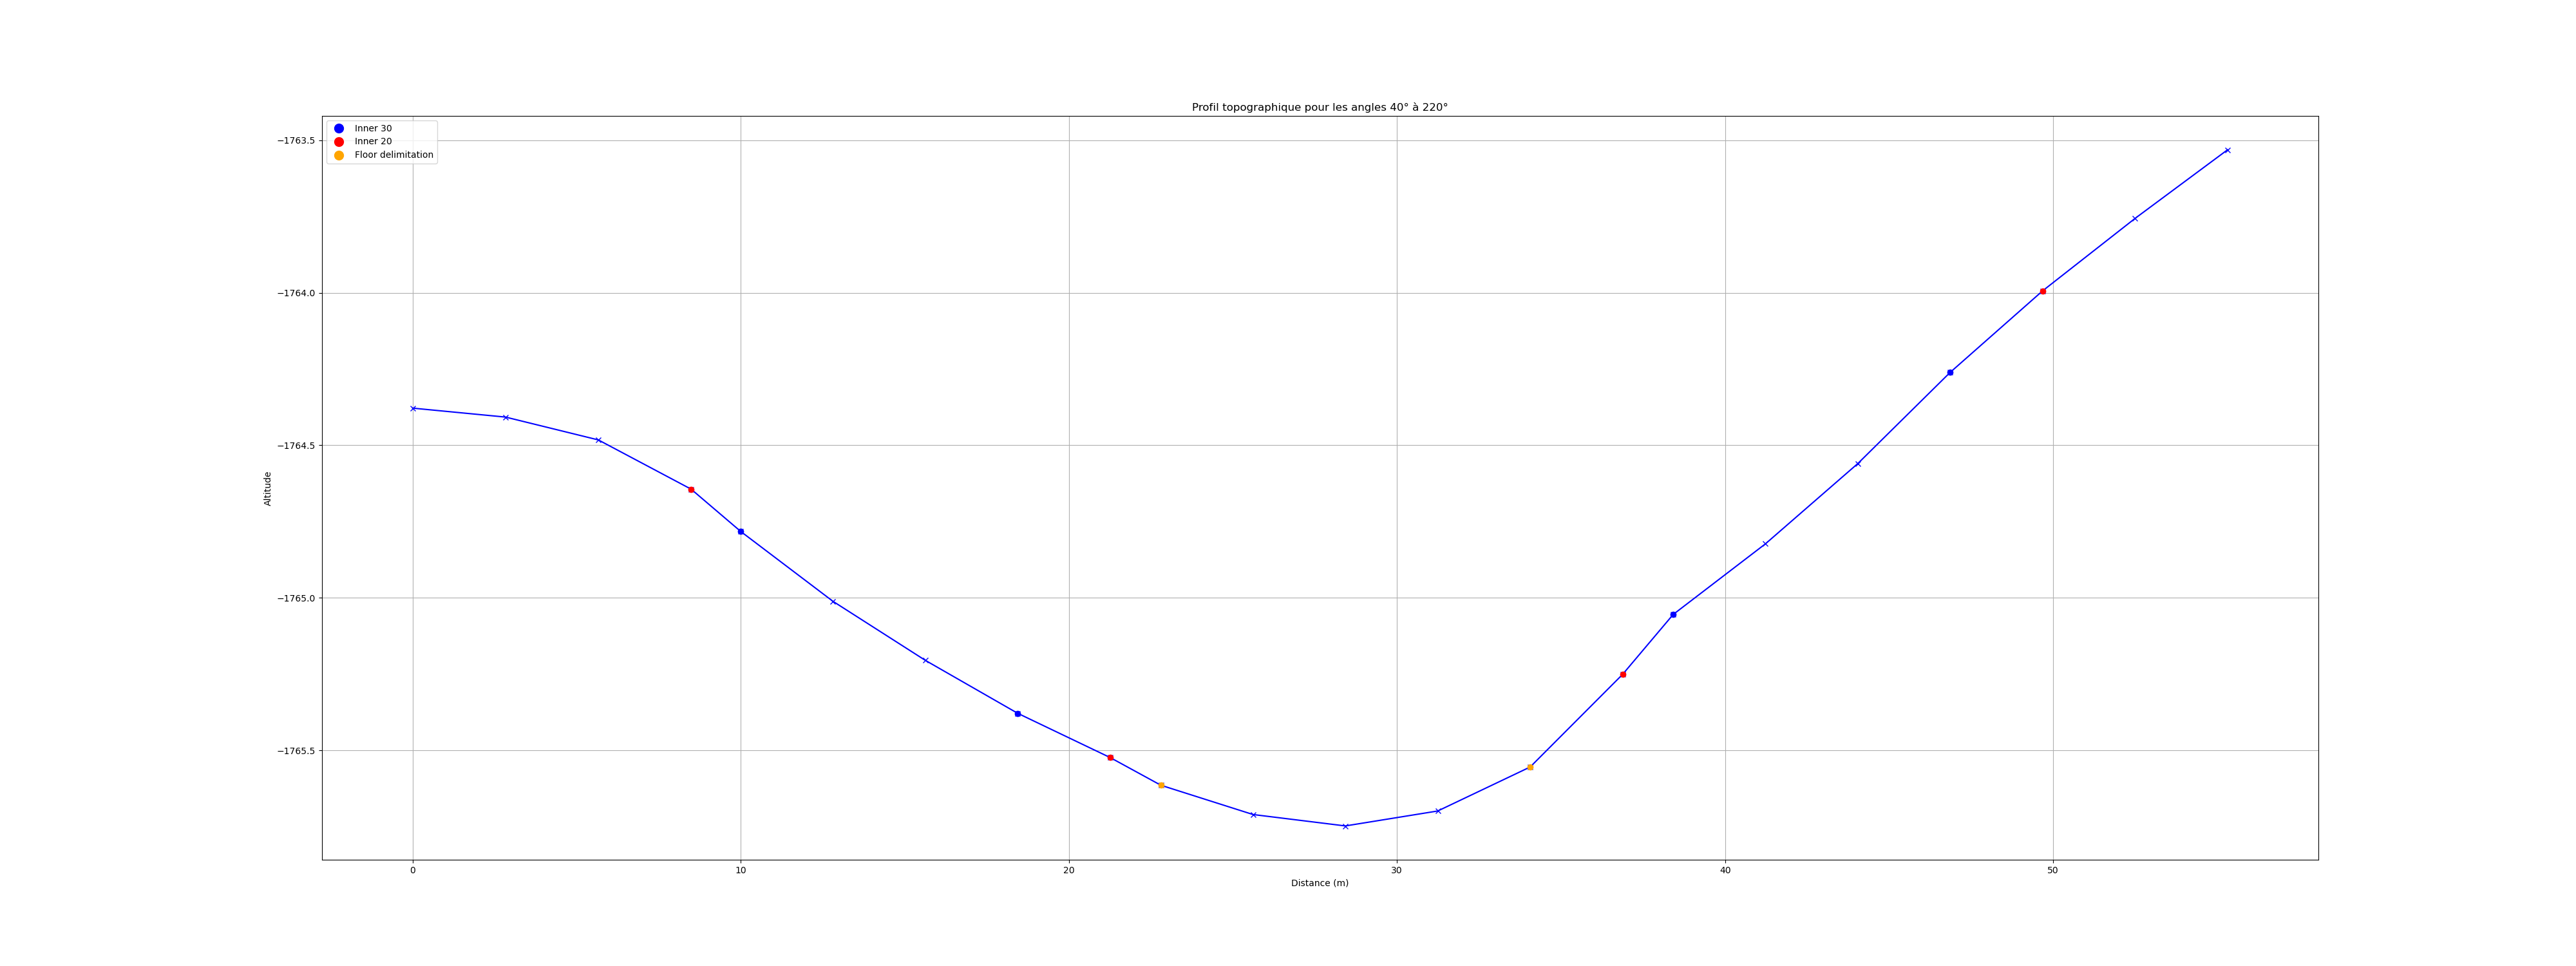 Profil topographique pour les angles 40° à 220°
Inner 30
Inner 20
Floor delimitation
−1763.5
−1764.0
−1764.5
−1765.0
−1765.5
Altitude
0 10 20 30 40 50
Distance (m)